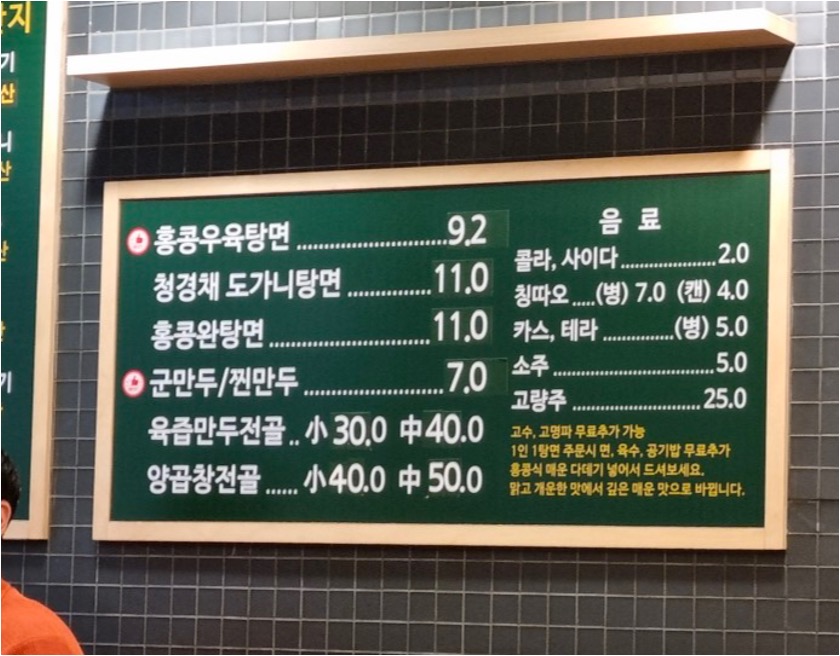 지
기
산
니
산
기
홍콩우육탕면 ........................9.2
청경채 도가니탕면 ..............11.0
홍콩완탕면 ...........................11.0
군만두/찐만두 .......................7.0
육즙만두전골 .. 小 30.0 中 40.0
양곱창전골 ...... 小 40.0 中 50.0
음 료
콜라, 사이다 ....................2.0
칭따오 .....(병) 7.0 (캔) 4.0
카스, 테라 ...............(병) 5.0
소주 ..................................5.0
고량주 ............................25.0
고수, 고명파 무료추가 가능
1인 1탕면 주문시 면, 육수, 공기밥 무료추가
홍콩식 매운 다데기 넣어서 드셔보세요.
맑고 개운한 맛에서 깊은 매운 맛으로 바뀝니다.